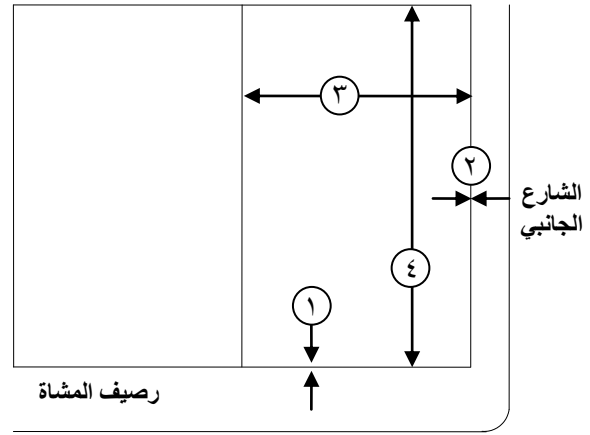 ٣
٢
الشارع
الجانبي
٤
١
رصيف المشاة